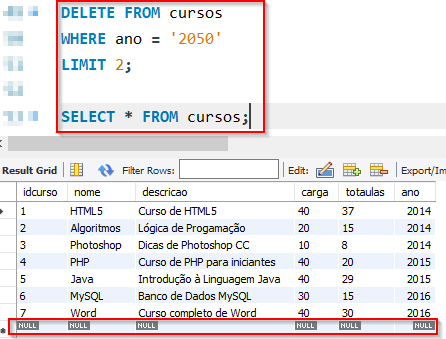 DELETE FROM cursos
WHERE ano = '2050'
LIMIT 2;
SELECT * FROM cursos;
Result Grid Filter Rows: Edit: Export/Im
idcurso nome descricao carga totaulas ano
1 HTML5 Curso de HTML5 40 37 2014
2 Algoritmos Lógica de Progamação 20 15 2014
3 Photoshop Dicas de Photoshop CC 10 8 2014
4 PHP Curso de PHP para iniciantes 40 20 2015
5 Java Introdução à Linguagem Java 40 29 2015
6 MySQL Banco de Dados MySQL 30 15 2016
7 Word Curso completo de Word 40 30 2016
NULL NULL NULL NULL NULL NULL